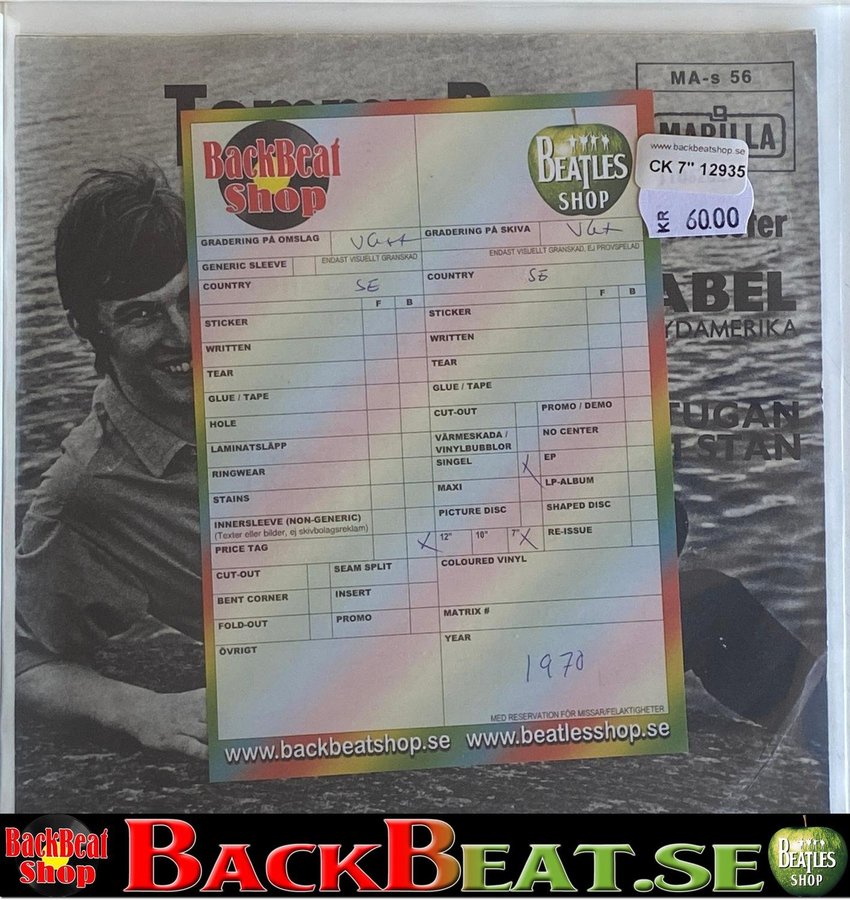 MA-s 56
MARILLA
BackBeat
Shop
BEATLES
SHOP
www.backbeatshop.se
CK 7" 12935
KR 60.00
GRADERING PÅ OMSLAG
GENERIC SLEEVE
ENDAST VISUELLT GRANSKAD
COUNTRY SE
F B
STICKER
WRITTEN
TEAR
GLUE / TAPE
HOLE
LAMINATSLÄPP
RINGWEAR
STAINS
INNERSLEEVE (NON-GENERIC)
(Texter eller bilder, ej skivbolagsreklam)
PRICE TAG X
CUT-OUT SEAM SPLIT
BENT CORNER INSERT
FOLD-OUT PROMO
ÖVRIGT
GRADERING PÅ SKIVA
ENDAST VISUELLT GRANSKAD, EJ PROVSPELAD
COUNTRY SE
F B
STICKER
WRITTEN
TEAR
GLUE / TAPE
CUT-OUT PROMO / DEMO
VÄRMESKADA /
VINYLBUBBLOR NO CENTER
SINGEL X EP
MAXI LP-ALBUM
PICTURE DISC SHAPED DISC
12" 10" 7" X RE-ISSUE
COLOURED VINYL
MATRIX #
YEAR
1970
MED RESERVATION FÖR MISSAR/FELAKTIGHETER
www.backbeatshop.se www.beatlesshop.se
ABEL
YDAMERIKA
TUGAN
STAN
BackBeat
Shop
BACKBEAT.SE
BEATLES
SHOP